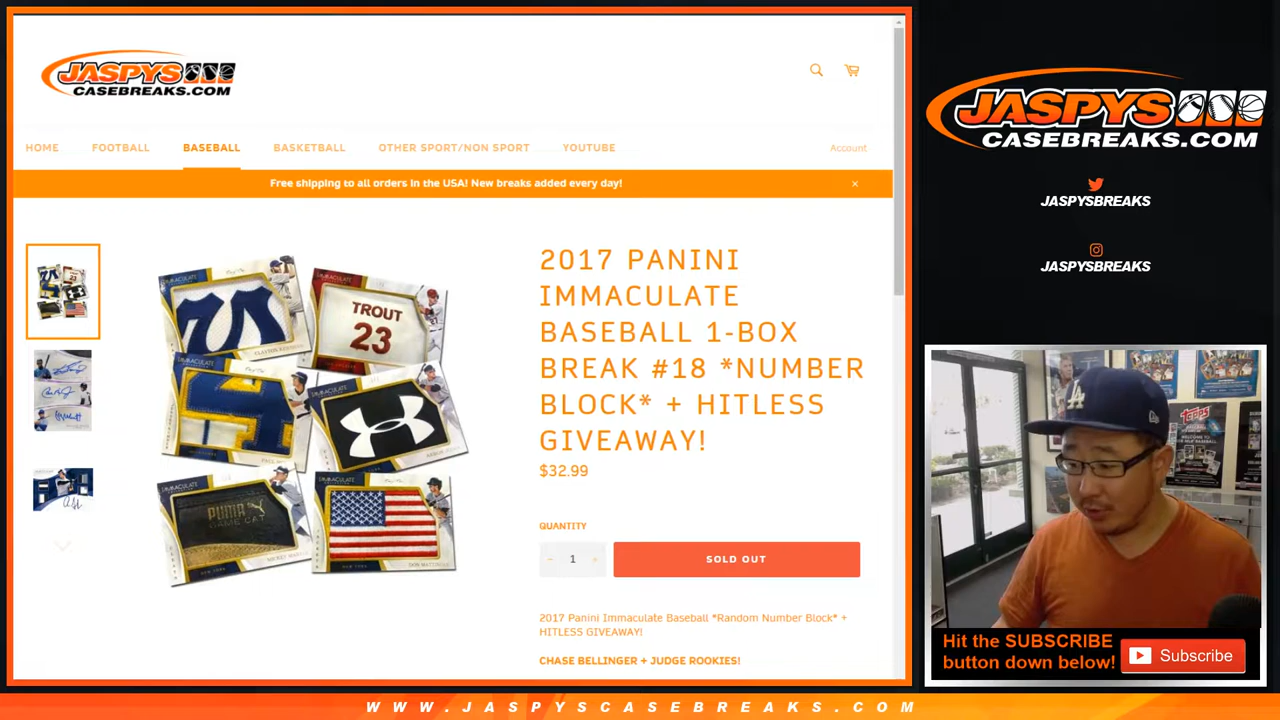 JASPYS
CASEBREAKS.COM
HOME
FOOTBALL
BASEBALL
BASKETBALL
OTHER SPORT/NON SPORT
YOUTUBE
Account
Free shipping to all orders in the USA! New breaks added every day!
×
TROUT
23
PUMA
GAME CAT
2017 PANINI
IMMACULATE
BASEBALL 1-BOX
BREAK #18 *NUMBER
BLOCK* + HITLESS
GIVEAWAY!
$32.99
QUANTITY
− 1 +
SOLD OUT
2017 Panini Immaculate Baseball *Random Number Block* +
HITLESS GIVEAWAY!
CHASE BELLINGER + JUDGE ROOKIES!
JASPYS
CASEBREAKS.COM
JASPYSBREAKS
JASPYSBREAKS
Topps
Hit the SUBSCRIBE
button down below!
Subscribe
WWW.JASPYSCASEBREAKS.COM